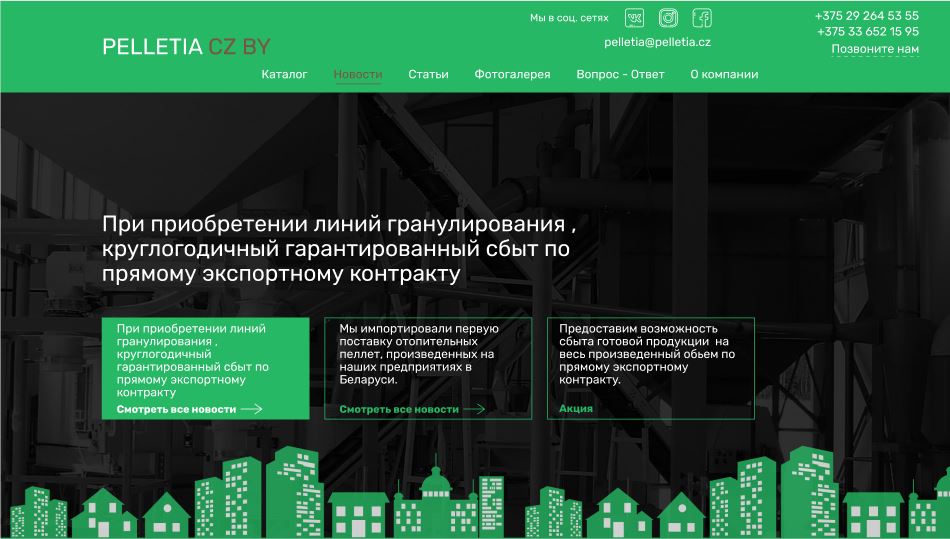 Мы в соц. сетях
+375 29 264 53 55
+375 33 652 15 95
pelletia@pelletia.cz
Позвоните нам
PELLETIA CZ BY
Каталог Новости Статьи Фотогалерея Вопрос - Ответ О компании
При приобретении линий гранулирования ,
круглогодичный гарантированный сбыт по
прямому экспортному контракту
При приобретении линий
гранулирования ,
круглогодичный
гарантированный сбыт по
прямому экспортному
контракту
Смотреть все новости
Мы импортировали первую
поставку отопительных
пеллет, произведенных на
наших предприятиях в
Беларуси.
Смотреть все новости
Предоставим возможность
сбыта готовой продукции на
весь произведенный обьем по
прямому экспортному
контракту.
Акция